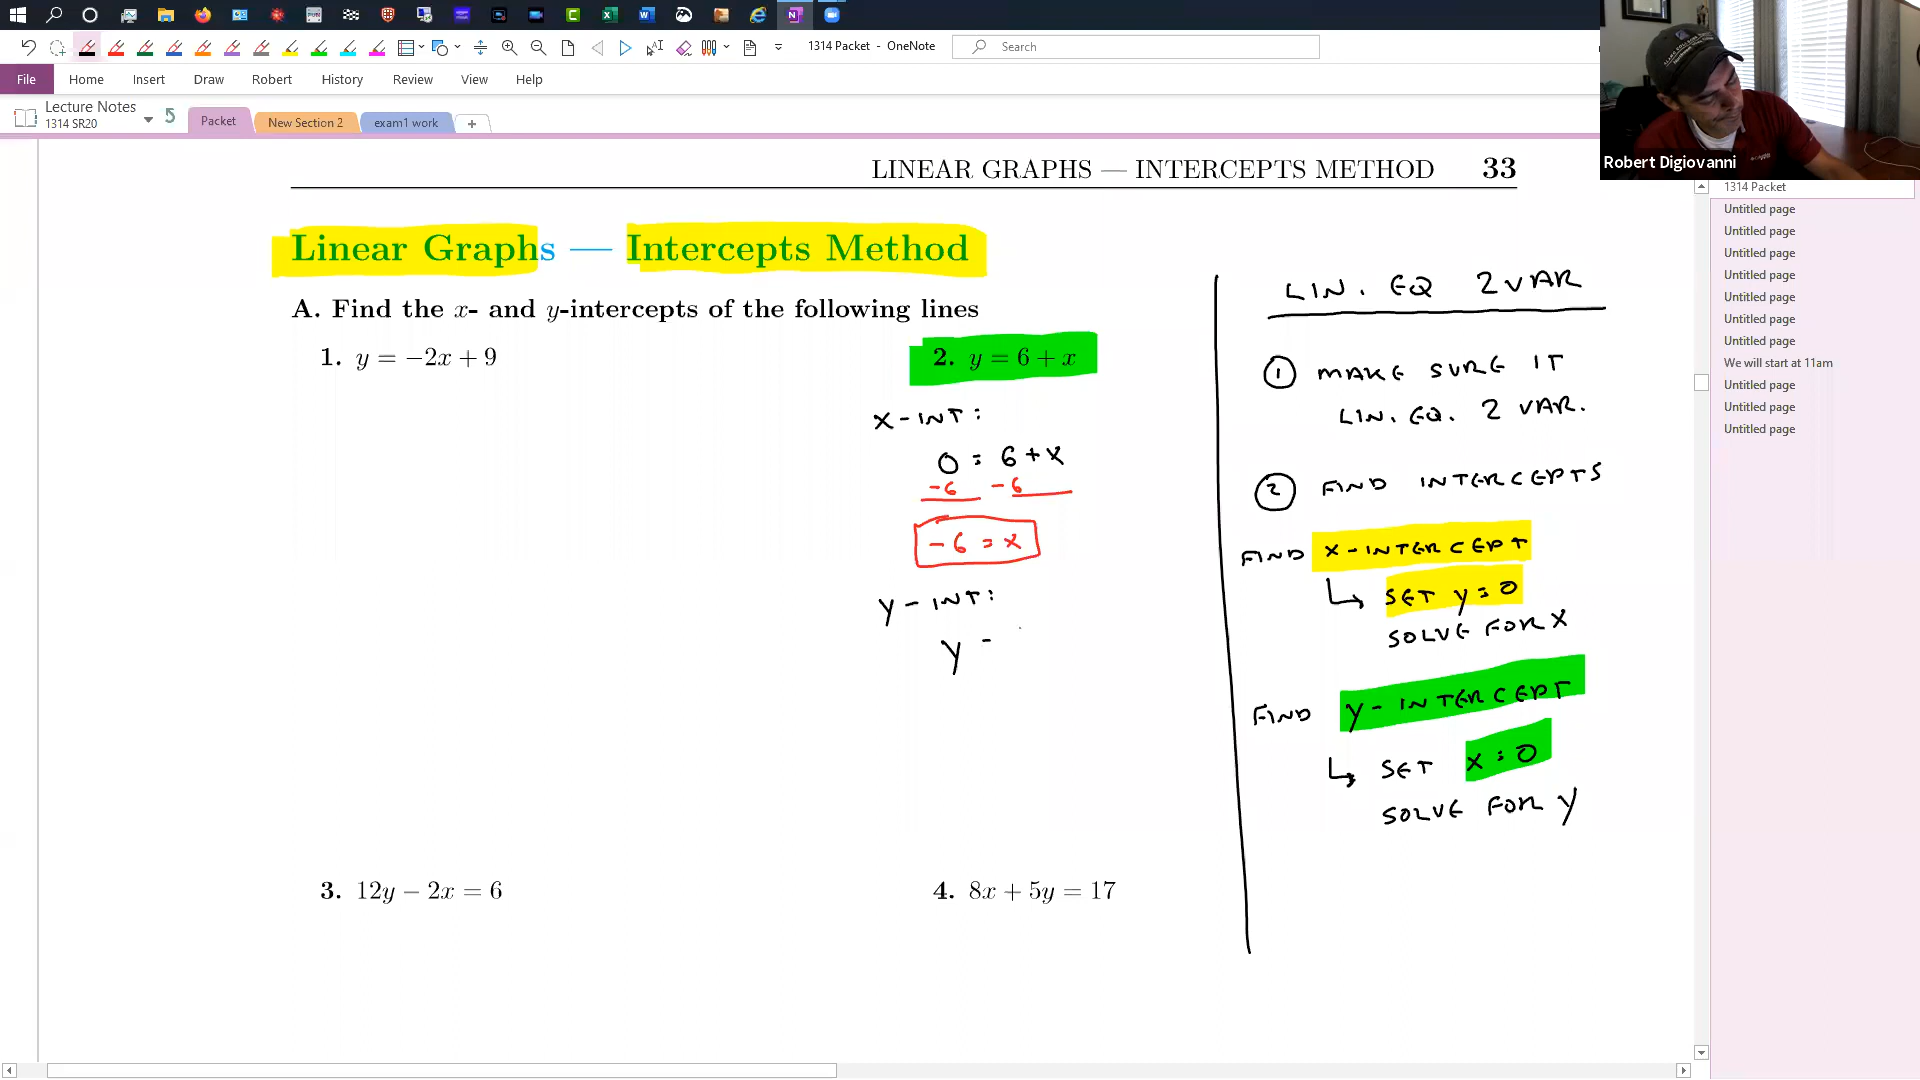 1314 Packet - OneNote
Search
File Home Insert Draw Robert History Review View Help
Lecture Notes
1314 SR20
Packet
New Section 2
exam1 work
Robert Digiovanni
1314 Packet
Untitled page
Untitled page
Untitled page
Untitled page
Untitled page
Untitled page
Untitled page
We will start at 11am
Untitled page
Untitled page
Untitled page
LINEAR GRAPHS — INTERCEPTS METHOD 33
Linear Graphs — Intercepts Method
A. Find the x- and y-intercepts of the following lines
1. y = −2x + 9
2. y = 6 + x
X-INT:
0 = 6 + X
-6 -6
-6 = X
Y-INT:
Y =
3. 12y − 2x = 6
4. 8x + 5y = 17
LIN. EQ 2 VAR
1 MAKE SURE IT
LIN. EQ. 2 VAR.
2 FIND INTERCEPTS
FIND X-INTERCEPT
SET Y=0
SOLVE FOR X
FIND Y-INTERCEPT
SET X=0
SOLVE FOR Y